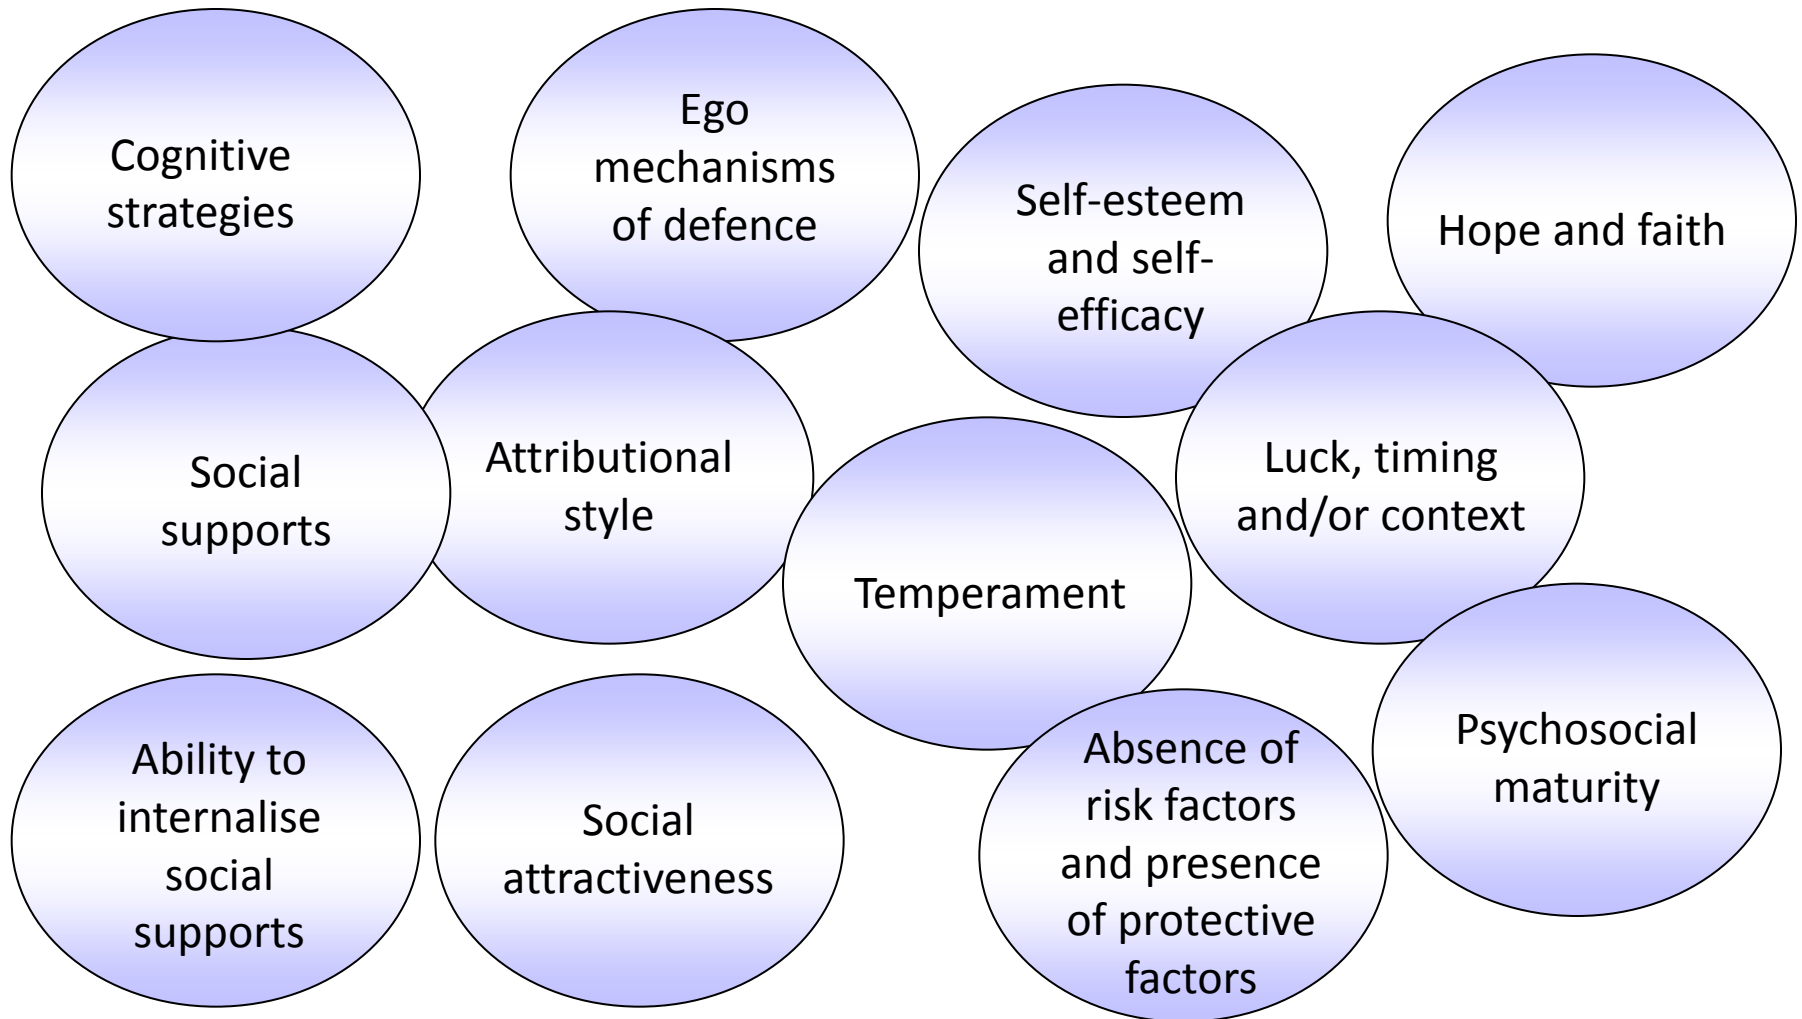 Cognitive
strategies
Ego
mechanisms
of defence
Self-esteem
and self-
efficacy
Hope and faith
Social
supports
Attributional
style
Temperament
Luck, timing
and/or context
Ability to
internalise
social
supports
Social
attractiveness
Absence of
risk factors
and presence
of protective
factors
Psychosocial
maturity